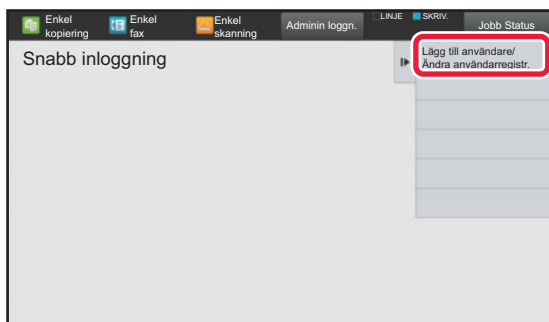 Enkel kopiering
Enkel fax
Enkel skanning
Adminin loggn.
LINJE
SKRIV.
Jobb Status
Snabb inloggning
Lägg till användare/
Ändra användarregistr.